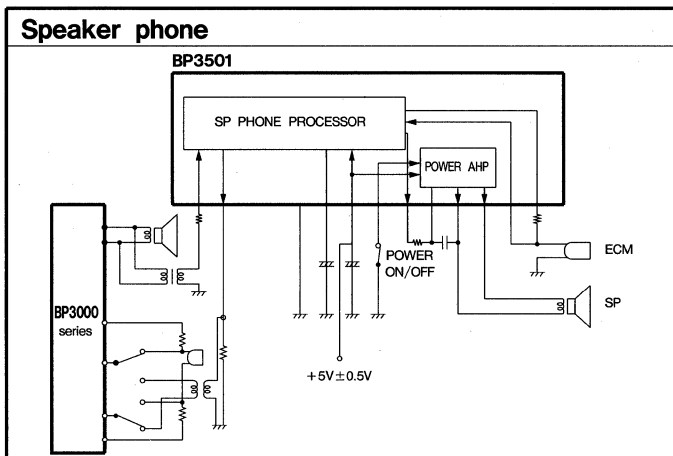 Speaker phone
BP3501
SP PHONE PROCESSOR
POWER AHP
POWER
ON/OFF
ECM
SP
BP3000
series
+5V±0.5V